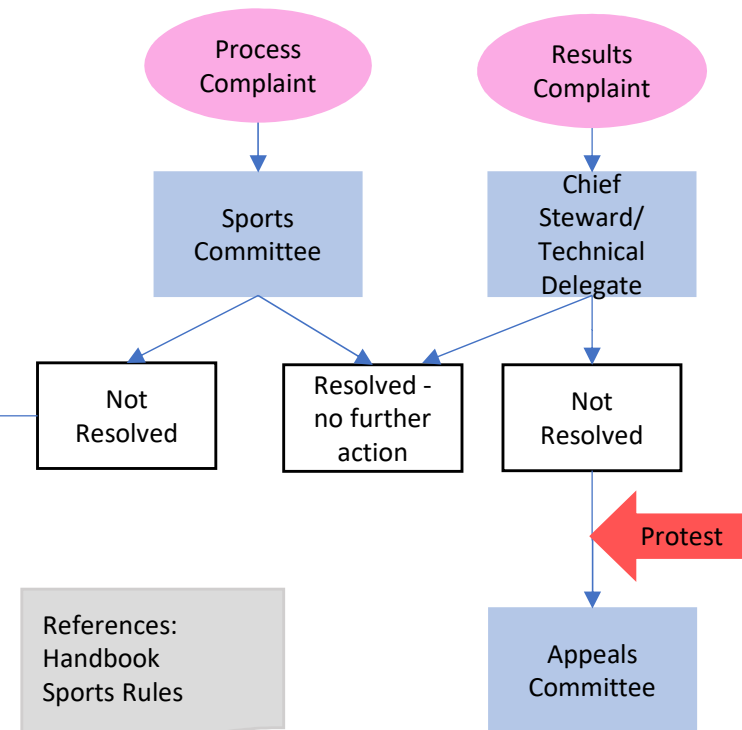 Process
Complaint
Results
Complaint
Sports
Committee
Chief
Steward/
Technical
Delegate
Not
Resolved
Resolved -
no further
action
Not
Resolved
Protest
References:
Handbook
Sports Rules
Appeals
Committee